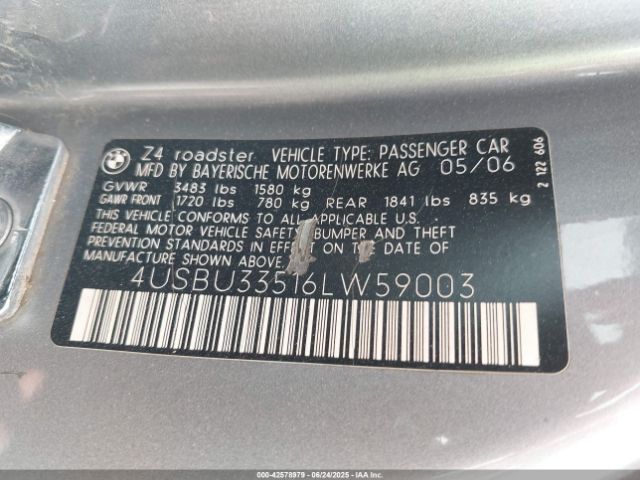 Z4 roadster VEHICLE TYPE: PASSENGER CAR
MFD BY BAYERISCHE MOTORENWERKE AG 05/06
GVWR 3483 lbs 1580 kg
GAWR FRONT 1720 lbs 780 kg REAR 1841 lbs 835 kg
THIS VEHICLE CONFORMS TO ALL APPLICABLE U.S.
FEDERAL MOTOR VEHICLE SAFETY, BUMPER AND THEFT
PREVENTION STANDARDS IN EFFECT ON THE DATE OF
MANUFACTURE SHOWN ABOVE.
4USBU33516LW59003
2 122 606
000-42578979 - 06/24/2025 - IAAI.COM